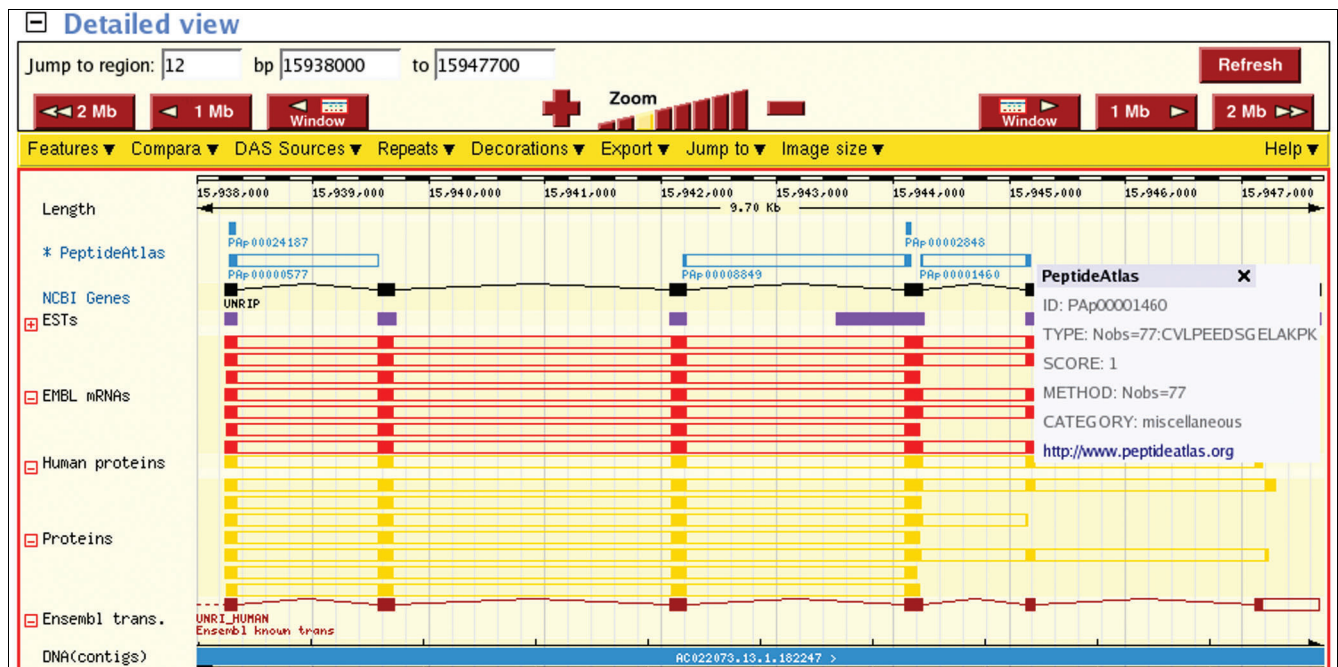 Detailed view
Jump to region: 12 bp 15938000 to 15947700 Refresh
2 Mb 1 Mb Window Zoom Window 1 Mb 2 Mb
Features Compara DAS Sources Repeats Decorations Export Jump to Image size Help
15,938,000 15,939,000 15,940,000 15,941,000 15,942,000 15,943,000 15,944,000 15,945,000 15,946,000 15,947,000
Length 9.70 Kb
PAp00024187 PAp00002848
* PeptideAtlas
PAp00000577 PAp00008849 PAp00001460
NCBI Genes
UNRIP
ESTs
EMBL mRNAs
Human proteins
Proteins
Ensembl trans.
UNRI_HUMAN
Ensembl known trans
DNA(contigs) AC022073.13.1.182247 >
PeptideAtlas X
ID: PAp00001460
TYPE: Nobs=77:CVLPEEDSGELAKPK
SCORE: 1
METHOD: Nobs=77
CATEGORY: miscellaneous
http://www.peptideatlas.org